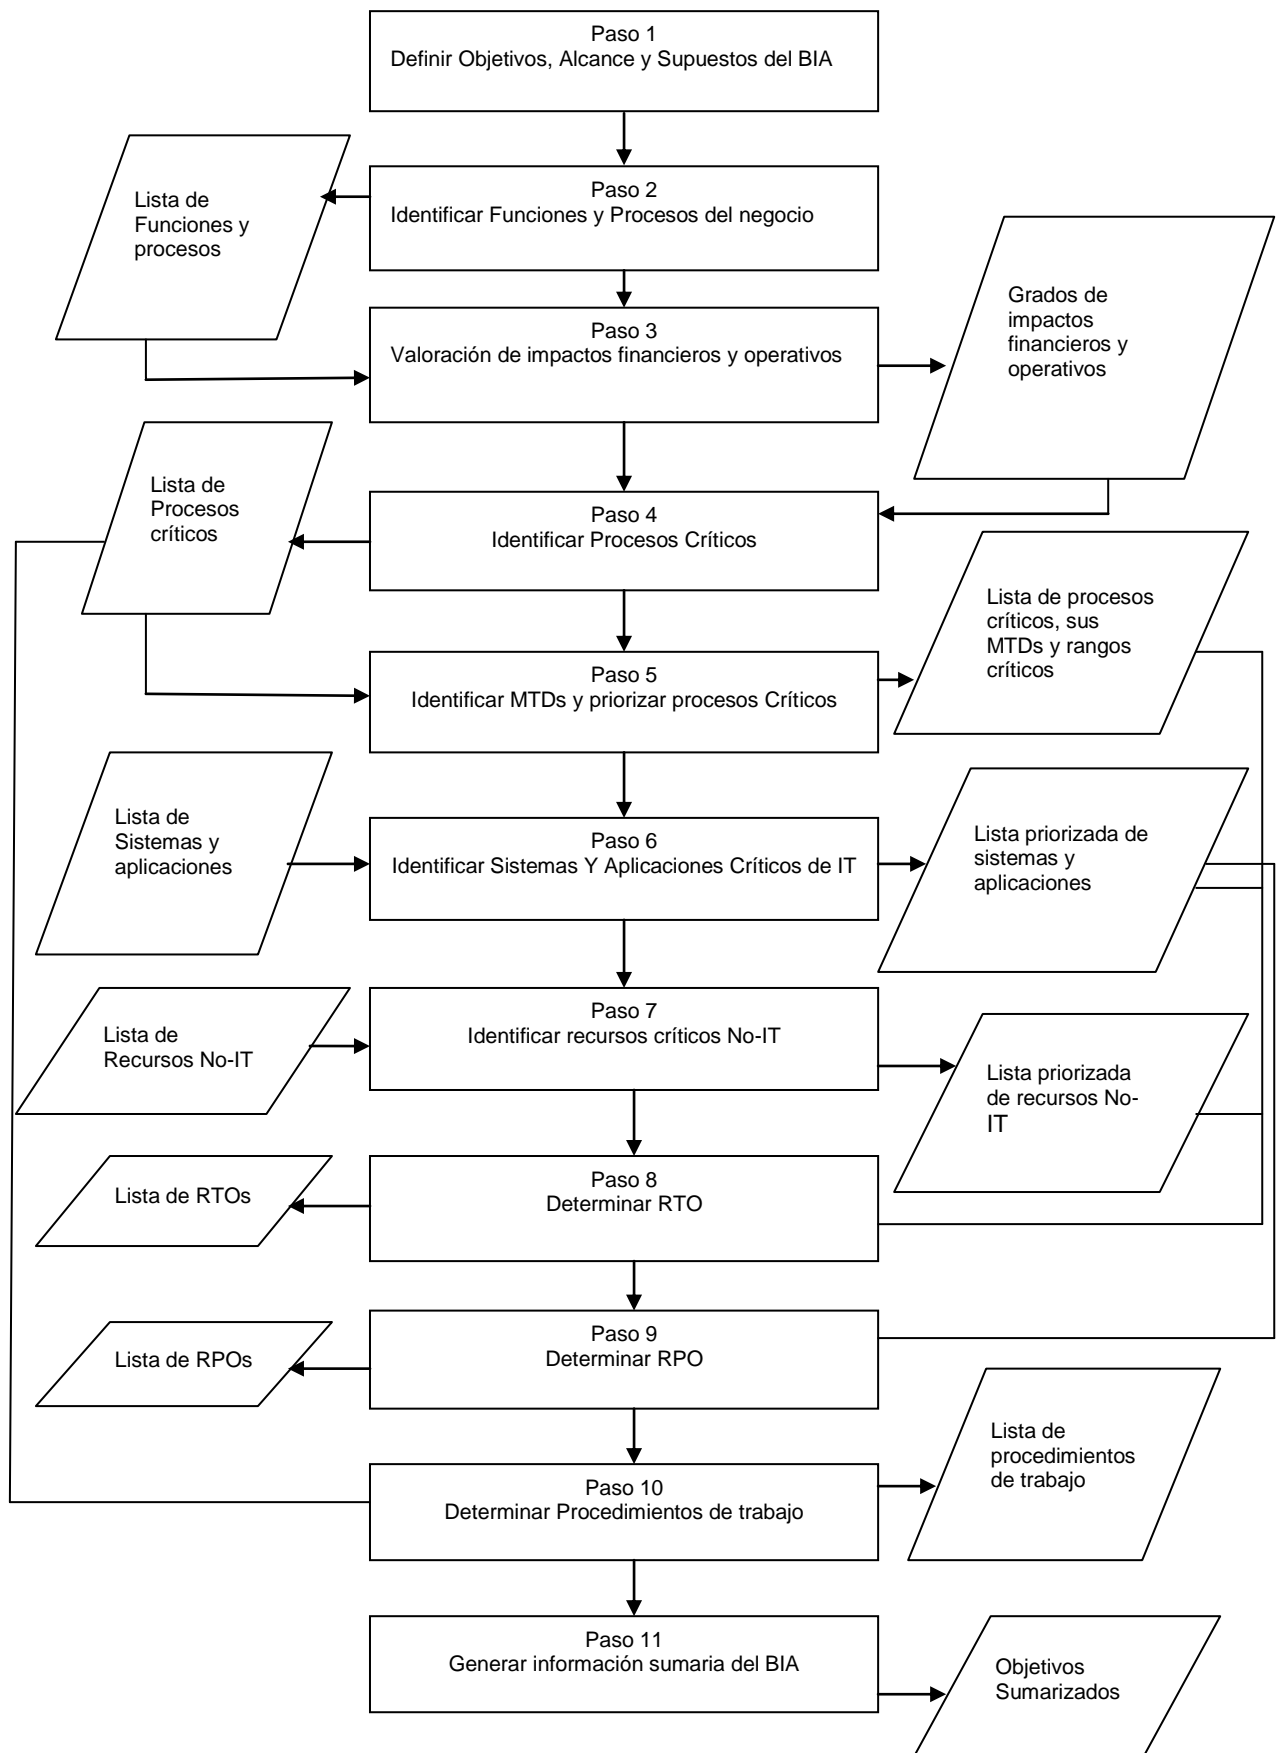 Paso 1
Definir Objetivos, Alcance y Supuestos del BIA
Paso 2
Identificar Funciones y Procesos del negocio
Lista de
Funciones y
procesos
Paso 3
Valoración de impactos financieros y operativos
Grados de
impactos
financieros y
operativos
Paso 4
Identificar Procesos Críticos
Lista de
Procesos
críticos
Paso 5
Identificar MTDs y priorizar procesos Críticos
Lista de procesos
críticos, sus
MTDs y rangos
críticos
Lista de
Sistemas y
aplicaciones
Paso 6
Identificar Sistemas Y Aplicaciones Críticos de IT
Lista priorizada de
sistemas y
aplicaciones
Lista de
Recursos No-IT
Paso 7
Identificar recursos críticos No-IT
Lista priorizada
de recursos No-
IT
Paso 8
Determinar RTO
Lista de RTOs
Paso 9
Determinar RPO
Lista de RPOs
Paso 10
Determinar Procedimientos de trabajo
Lista de
procedimientos
de trabajo
Paso 11
Generar información sumaria del BIA
Objetivos
Sumarizados